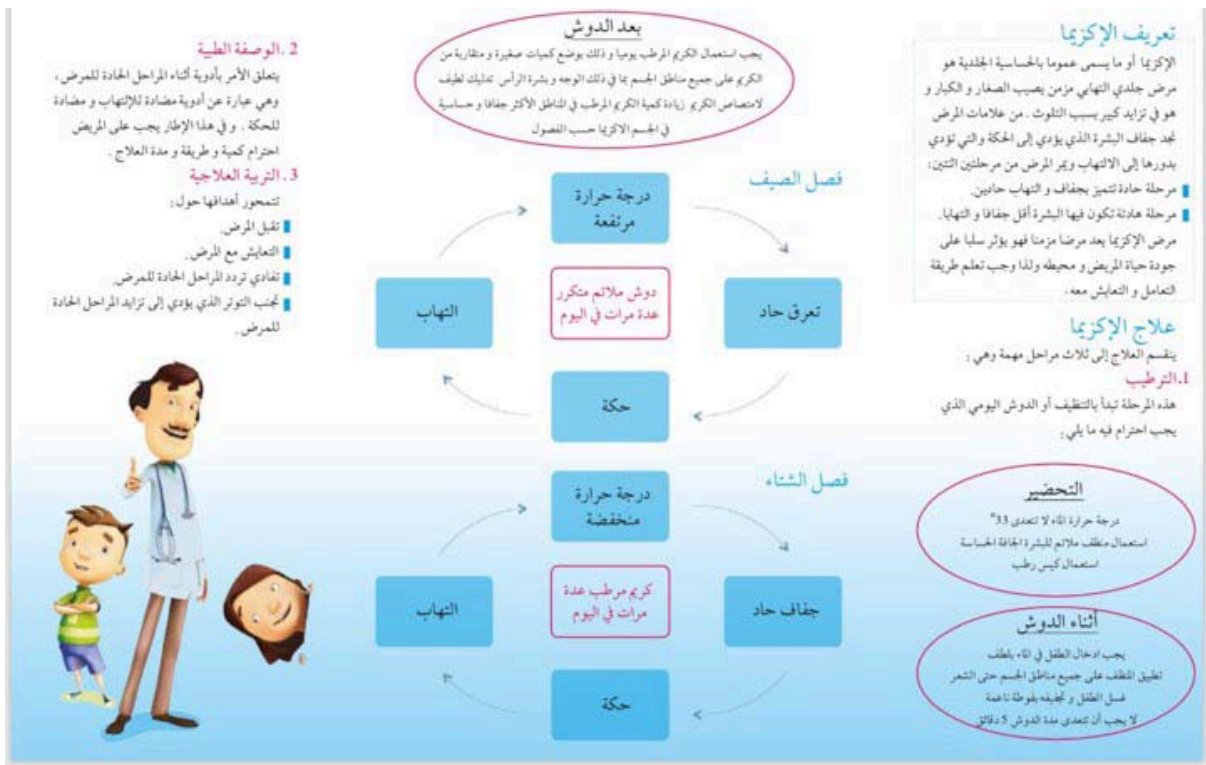 تعريف الإكزيما
الإكزيما أو ما يسمى عموما بالحساسية الجلدية هو
مرض جلدي التهابي مزمن يصيب الصغار و الكبار و
هو في تزايد كبير بسبب التلوث . من علامات المرض
نجد جفاف البشرة الذي يؤدي إلى الحكة والتي تؤدي
بدورها إلى الالتهاب ويمر المرض من مرحلتين اثنتين:
مرحلة حادة تتميز بجفاف و التهاب حادين.
مرحلة هادئة تكون فيها البشرة أقل جفافا و التهابا.
مرض الإكزيما يعد مرضا مزمنا فهو يؤثر سلبا على
جودة حياة المريض و محيطه ولذا وجب تعلم طريقة
التعامل و التعايش معه.
علاج الإكزيما
ينقسم العلاج إلى ثلاث مراحل مهمة وهي :
1.الترطيب
هذه المرحلة تبدأ بالتنظيف أو الدوش اليومي الذي
يجب احترام فيه ما يلي:
التحضير
درجة حرارة الماء لا تتعدى 33°
استعمال منظف ملائم للبشرة الجافة الحساسة
استعمال كيس رطب
أثناء الدوش
يجب ادخال الطفل في الماء بلطف
تطبيق المنظف على جميع مناطق الجسم حتى الشعر
غسل الطفل و تجفيفه بفوطة ناعمة
لا يجب أن تتعدى مدة الدوش 5 دقائق
بعد الدوش
يجب استعمال الكريم المرطب يوميا و ذلك بوضع كميات صغيرة و متقاربة من
الكريم على جميع مناطق الجسم بما في ذلك الوجه و بشرة الرأس تدليك لطيف
لامتصاص الكريم زيادة كمية الكريم المرطب في المناطق الأكثر جفافا و حساسية
في الجسم الاكزيما حسب الفصول
فصل الصيف
درجة حرارة
مرتفعة
تعرق حاد
حكة
التهاب
دوش ملائم متكرر
عدة مرات في اليوم
فصل الشتاء
درجة حرارة
منخفضة
جفاف حاد
حكة
التهاب
كريم مرطب عدة
مرات في اليوم
2 .الوصفة الطبية
يتعلق الأمر بأدوية أثناء المراحل الحادة للمرض،
وهي عبارة عن أدوية مضادة للإلتهاب و مضادة
للحكة . و في هذا الإطار يجب على المريض
احترام كمية و طريقة و مدة العلاج .
3 .التربية العلاجية
تتمحور أهدافها حول:
تقبل المرض.
التعايش مع المرض.
تفادي تردد المراحل الحادة للمرض.
تجنب التوتر الذي يؤدي إلى تزايد المراحل الحادة
للمرض.